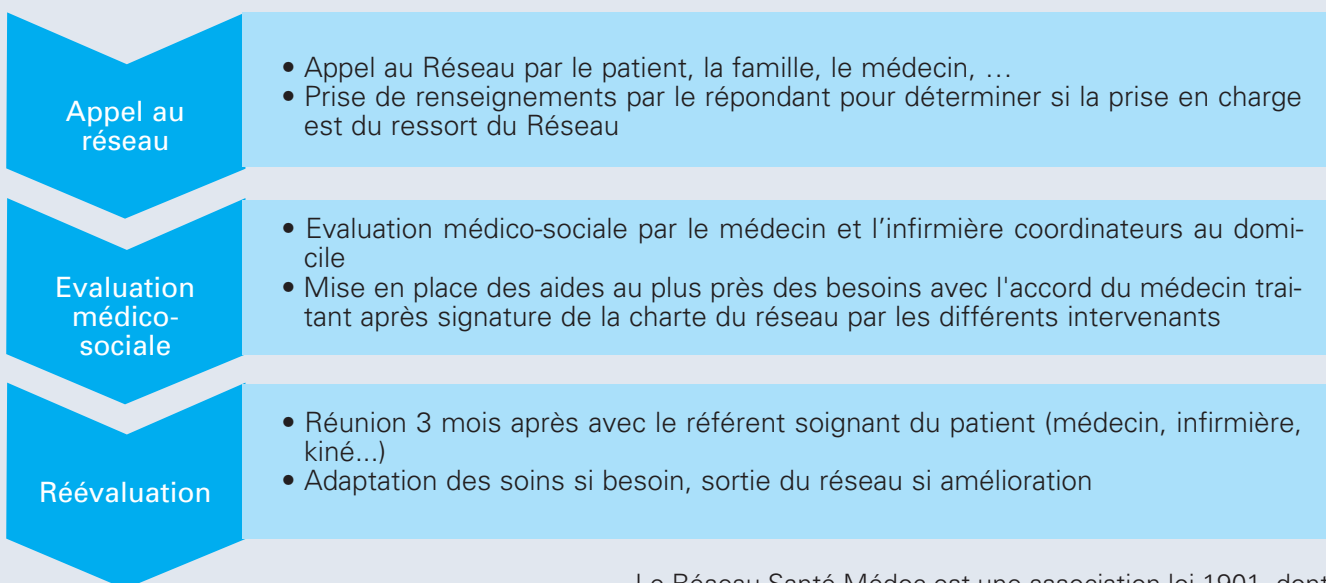 Appel au
réseau
• Appel au Réseau par le patient, la famille, le médecin, …
• Prise de renseignements par le répondant pour déterminer si la prise en charge
est du ressort du Réseau
Evaluation
médico-
sociale
• Evaluation médico-sociale par le médecin et l’infirmière coordinateurs au domi-
cile
• Mise en place des aides au plus près des besoins avec l'accord du médecin trai-
tant après signature de la charte du réseau par les différents intervenants
Réévaluation
• Réunion 3 mois après avec le référent soignant du patient (médecin, infirmière,
kiné...)
• Adaptation des soins si besoin, sortie du réseau si amélioration
Le Réseau Santé Médoc est une association loi 1901, dont